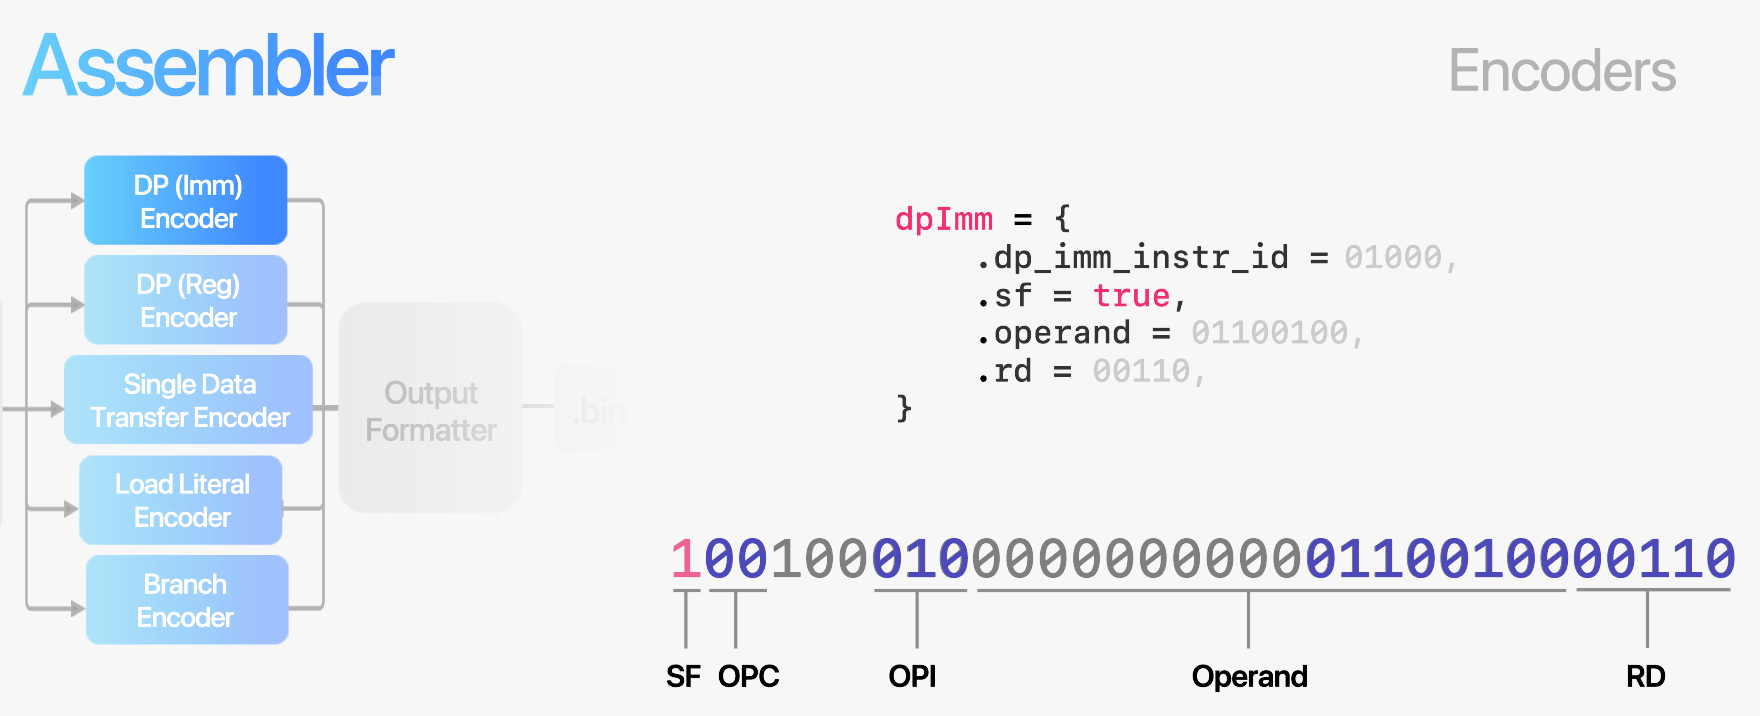 Assembler
Encoders
DP (Imm)
Encoder
DP (Reg)
Encoder
Single Data
Transfer Encoder
Load Literal
Encoder
Branch
Encoder
Output
Formatter
.bin
dpImm = {
.dp_imm_instr_id = 01000,
.sf = true,
.operand = 01100100,
.rd = 00110,
}
10010001000000000000110010000110
SF OPC OPI Operand RD